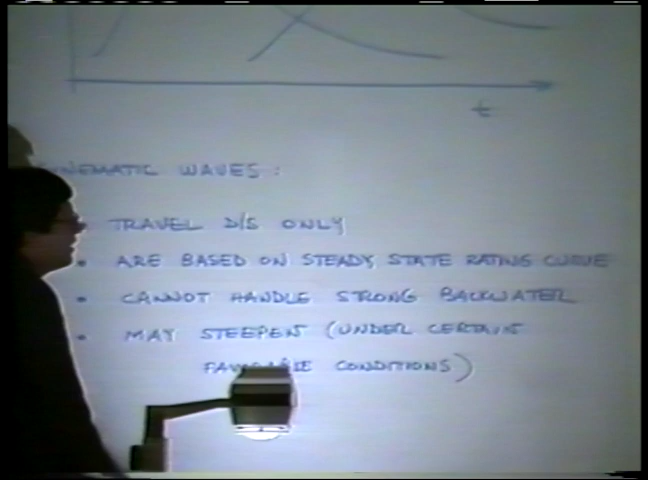 t
KINEMATIC WAVES:
• TRAVEL D/S ONLY
• ARE BASED ON STEADY, STATE RATING CURVE
• CANNOT HANDLE STRONG BACKWATER
• MAY STEEPEN (UNDER CERTAIN
FAVORABLE CONDITIONS)